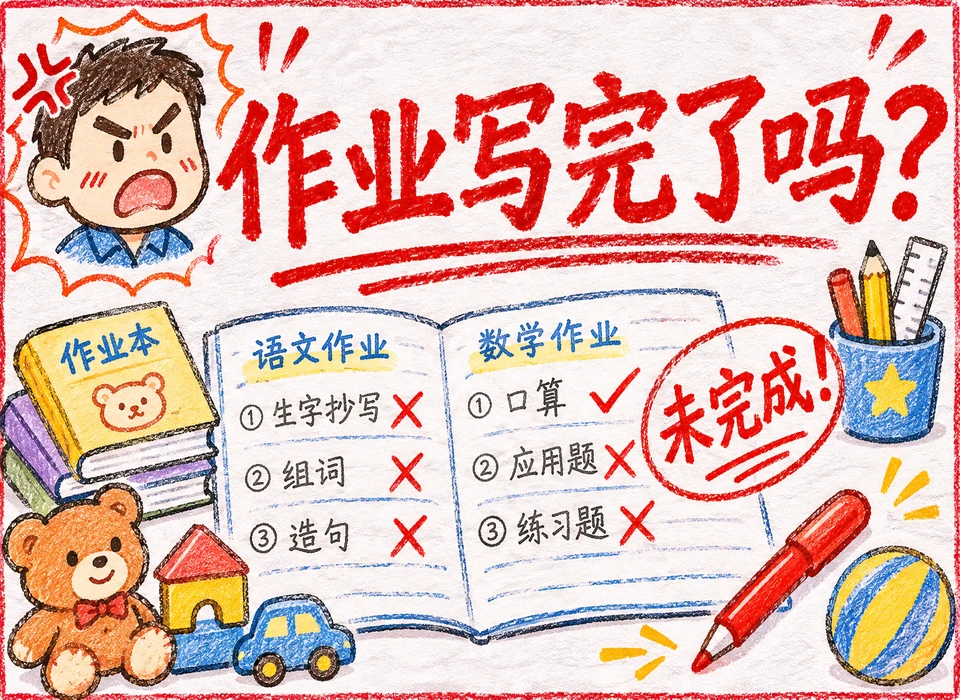 作业写完了吗?
作业本
语文作业
① 生字抄写 ✗
② 组词 ✗
③ 造句 ✗
数学作业
① 口算 ✓
② 应用题 ✗
③ 练习题 ✗
未完成!